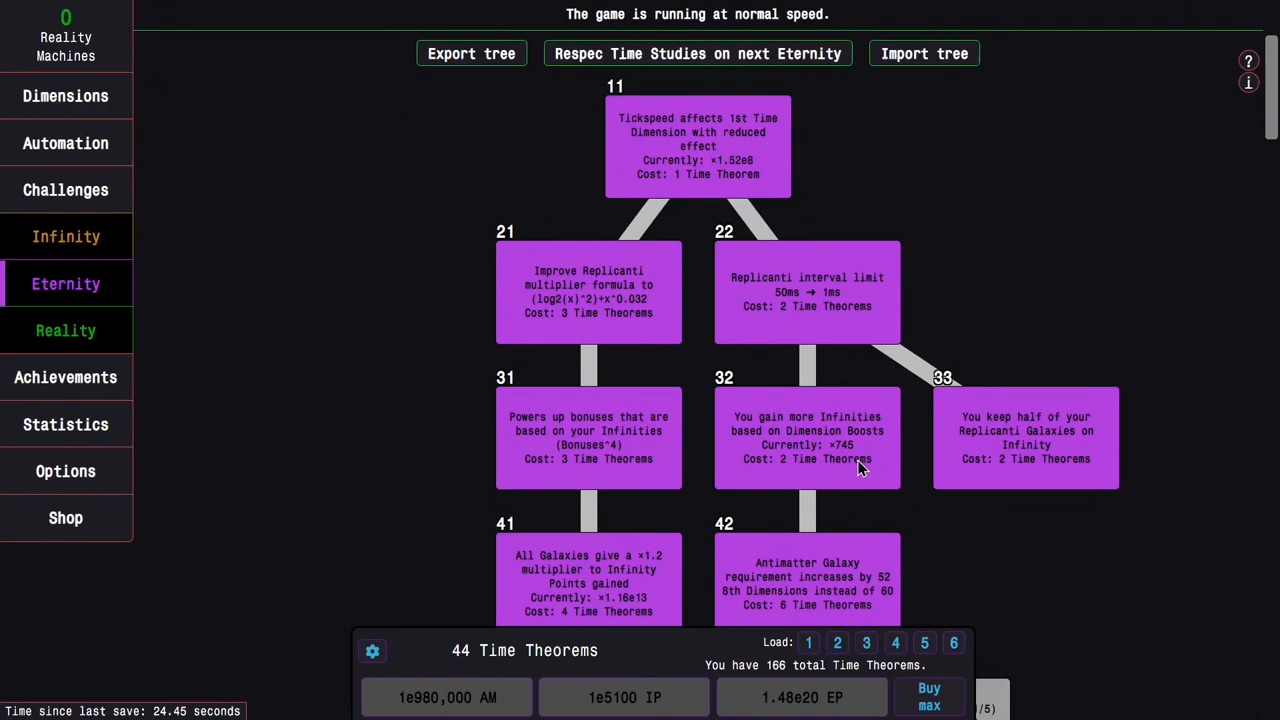 0
Reality
Machines
Dimensions
Automation
Challenges
Infinity
Eternity
Reality
Achievements
Statistics
Options
Shop
The game is running at normal speed.
Export tree
Respec Time Studies on next Eternity
Import tree
?
i
11
Tickspeed affects 1st Time
Dimension with reduced
effect
Currently: ×1.52e8
Cost: 1 Time Theorem
21
Improve Replicanti
multiplier formula to
(log2(x)^2)+x^0.032
Cost: 3 Time Theorems
22
Replicanti interval limit
50ms ➜ 1ms
Cost: 2 Time Theorems
31
Powers up bonuses that are
based on your Infinities
(Bonuses^4)
Cost: 3 Time Theorems
32
You gain more Infinities
based on Dimension Boosts
Currently: ×745
Cost: 2 Time Theorems
33
You keep half of your
Replicanti Galaxies on
Infinity
Cost: 2 Time Theorems
41
All Galaxies give a ×1.2
multiplier to Infinity
Points gained
Currently: ×1.16e13
Cost: 4 Time Theorems
42
Antimatter Galaxy
requirement increases by 52
8th Dimensions instead of 60
Cost: 6 Time Theorems
44 Time Theorems
Load: 1 2 3 4 5 6
You have 166 total Time Theorems.
1e980,000 AM
1e5100 IP
1.48e20 EP
Buy
max
/5)
Time since last save: 24.45 seconds